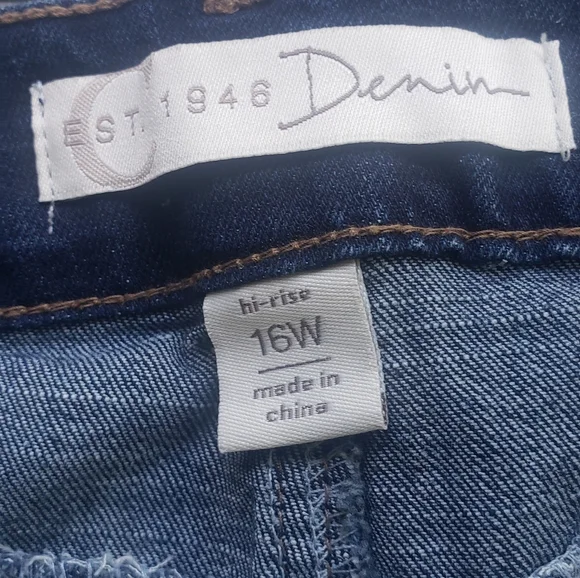 C EST. 1946 Denim
hi-rise
16W
made in
china